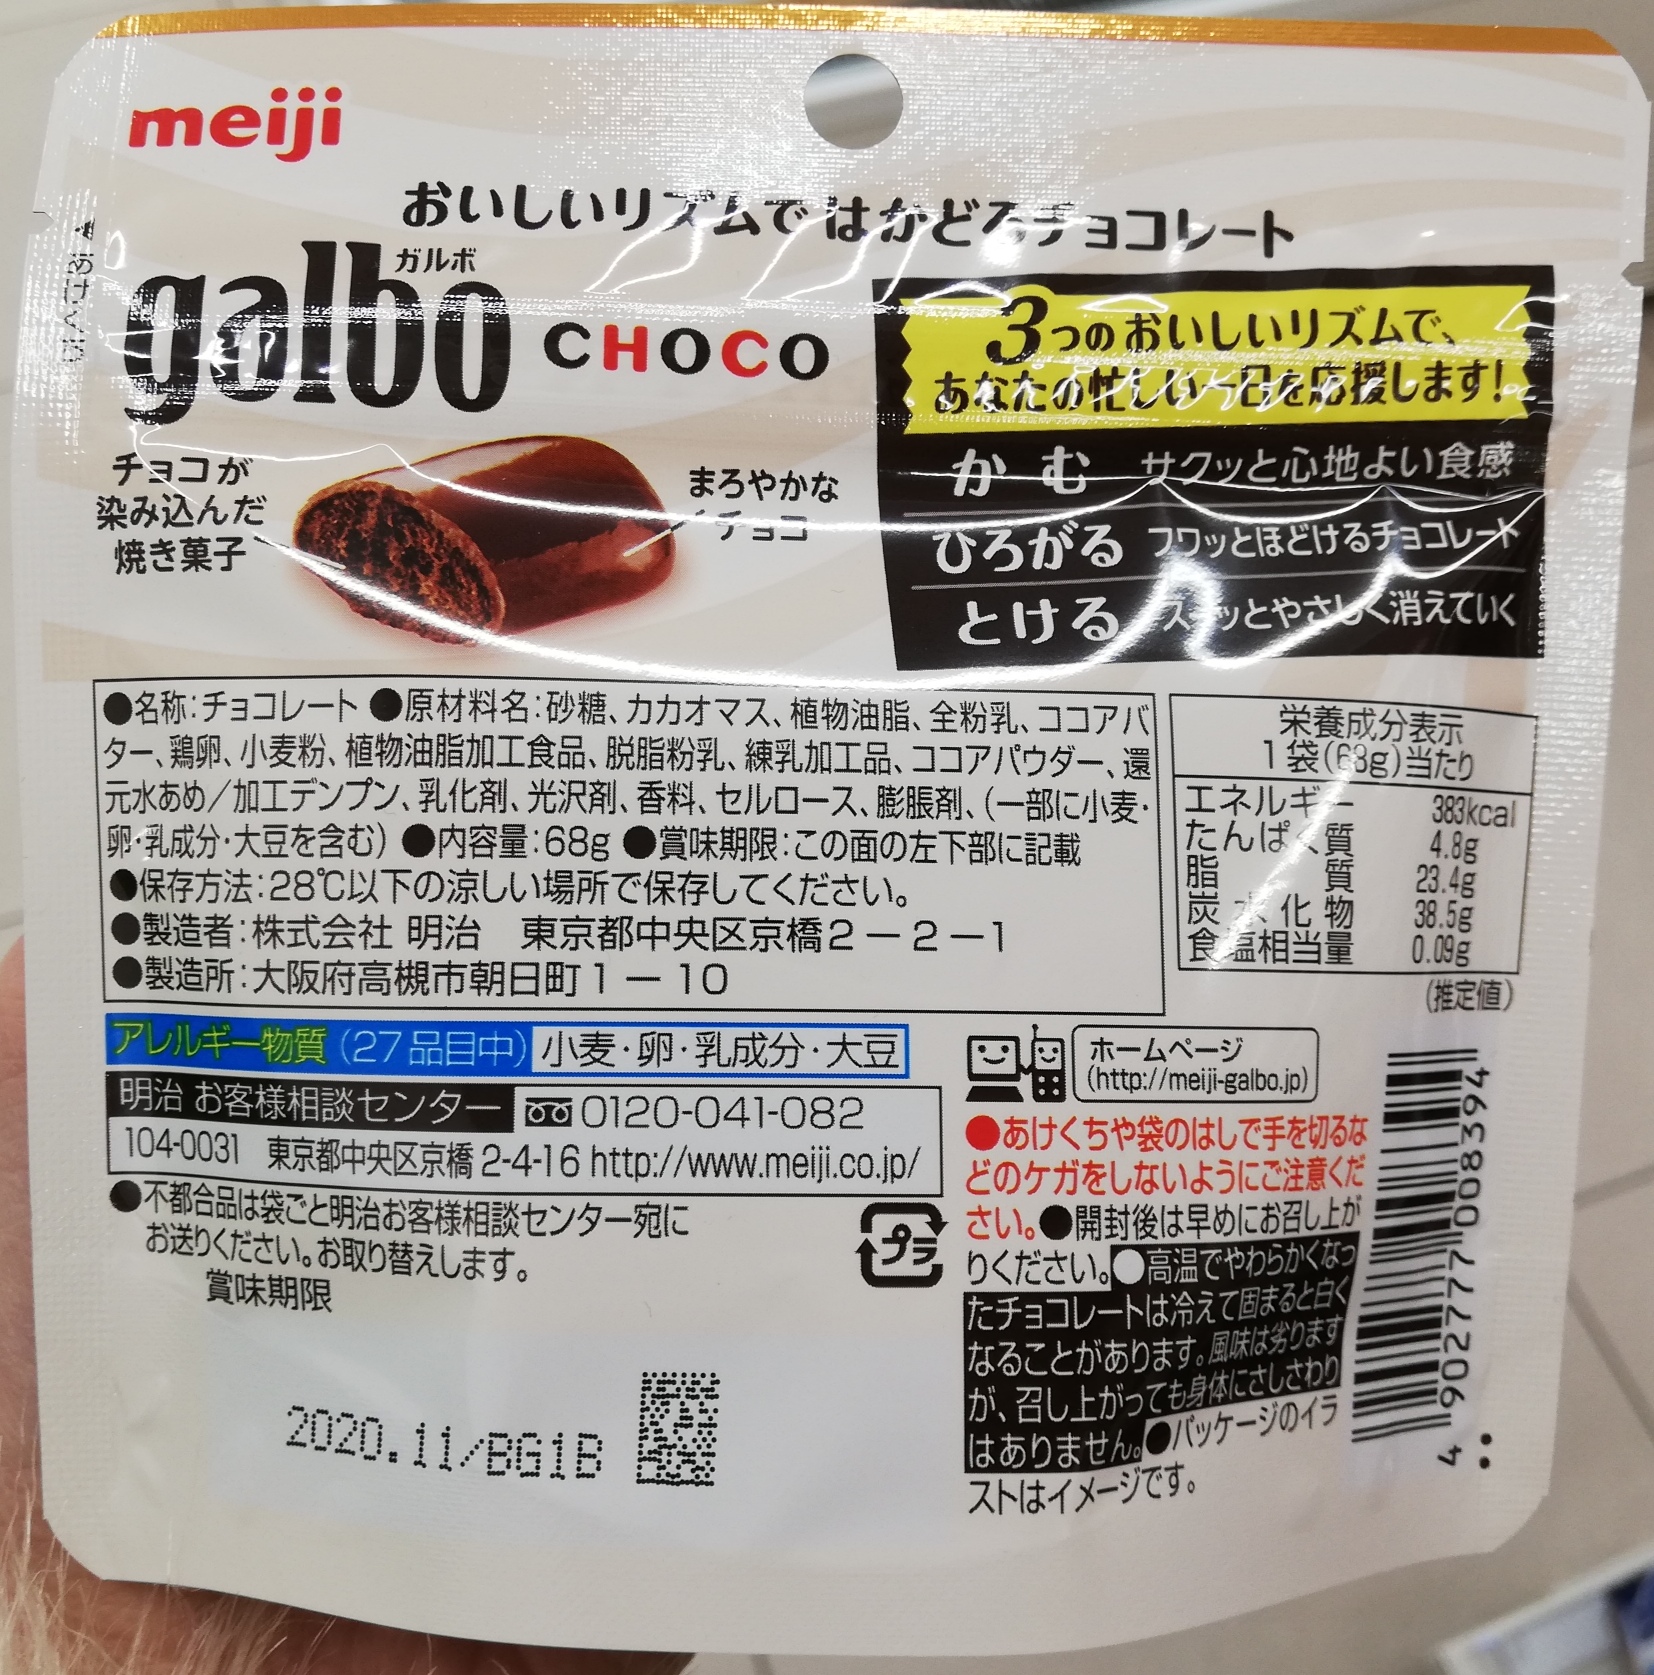 meiji
おいしいリズムではかどるチョコレート
ガルボ
galbo CHOCO
3つのおいしいリズムで、
あなたの忙しい一日を応援します!
かむ サクッと心地よい食感
ひろがる フワッとほどけるチョコレート
とける スーッとやさしく消えていく
チョコが
染み込んだ
焼き菓子
まろやかな
チョコ
●名称:チョコレート ●原材料名:砂糖、カカオマス、植物油脂、全粉乳、ココアバ
ター、鶏卵、小麦粉、植物油脂加工食品、脱脂粉乳、練乳加工品、ココアパウダー、還
元水あめ/加工デンプン、乳化剤、光沢剤、香料、セルロース、膨脹剤、(一部に小麦・
卵・乳成分・大豆を含む) ●内容量:68g ●賞味期限:この面の左下部に記載
●保存方法:28℃以下の涼しい場所で保存してください。
●製造者:株式会社 明治 東京都中央区京橋2-2-1
●製造所:大阪府高槻市朝日町1-10
栄養成分表示
1袋(68g)当たり
エネルギー 383kcal
たんぱく質 4.8g
脂質 23.4g
炭水化物 38.5g
食塩相当量 0.09g
(推定値)
アレルギー物質(27品目中) 小麦・卵・乳成分・大豆
明治 お客様相談センター 0120-041-082
104-0031 東京都中央区京橋2-4-16 http://www.meiji.co.jp/
●不都合品は袋ごと明治お客様相談センター宛に
お送りください。お取り替えします。
賞味期限
2020.11/BG1B
プラ
ホームページ
(http://meiji-galbo.jp)
●あけくちや袋のはしで手を切るな
どのケガをしないようにご注意くだ
さい。●開封後は早めにお召し上が
りください。●高温でやわらかくなっ
たチョコレートは冷えて固まると白く
なることがあります。風味は劣ります
が、召し上がっても身体にさしさわり
はありません。●パッケージのイラ
ストはイメージです。
4 902777 008394